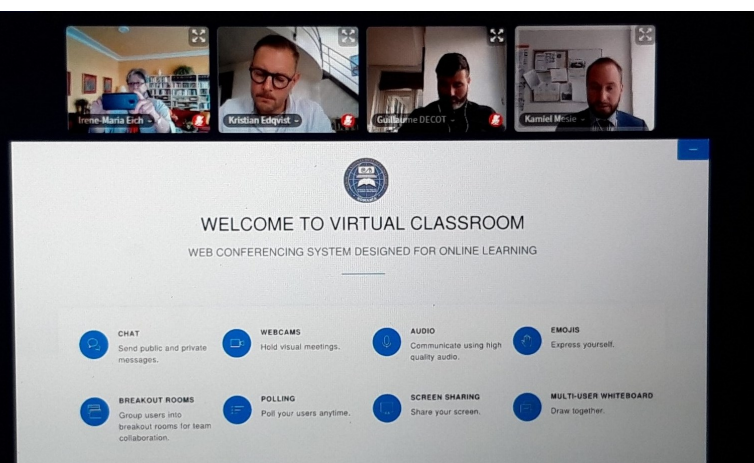 Irene-Maria Eich
Kristian Edqvist
Guillaume DECOT
Kamiel Mesie
WELCOME TO VIRTUAL CLASSROOM
WEB CONFERENCING SYSTEM DESIGNED FOR ONLINE LEARNING
CHAT
Send public and private
messages.
WEBCAMS
Hold visual meetings.
AUDIO
Communicate using high
quality audio.
EMOJIS
Express yourself.
BREAKOUT ROOMS
Group users into
breakout rooms for team
collaboration.
POLLING
Poll your users anytime.
SCREEN SHARING
Share your screen.
MULTI-USER WHITEBOARD
Draw together.